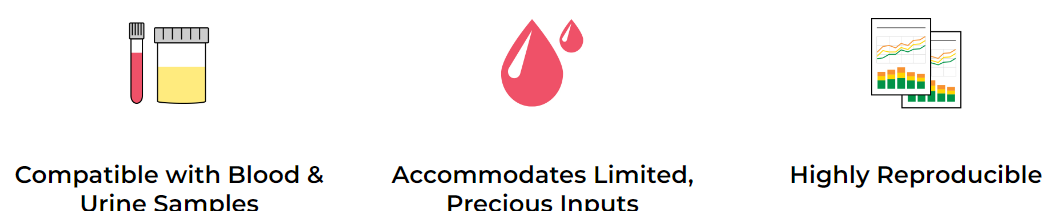 Compatible with Blood &
Urine Samples
Accommodates Limited,
Precious Inputs
Highly Reproducible